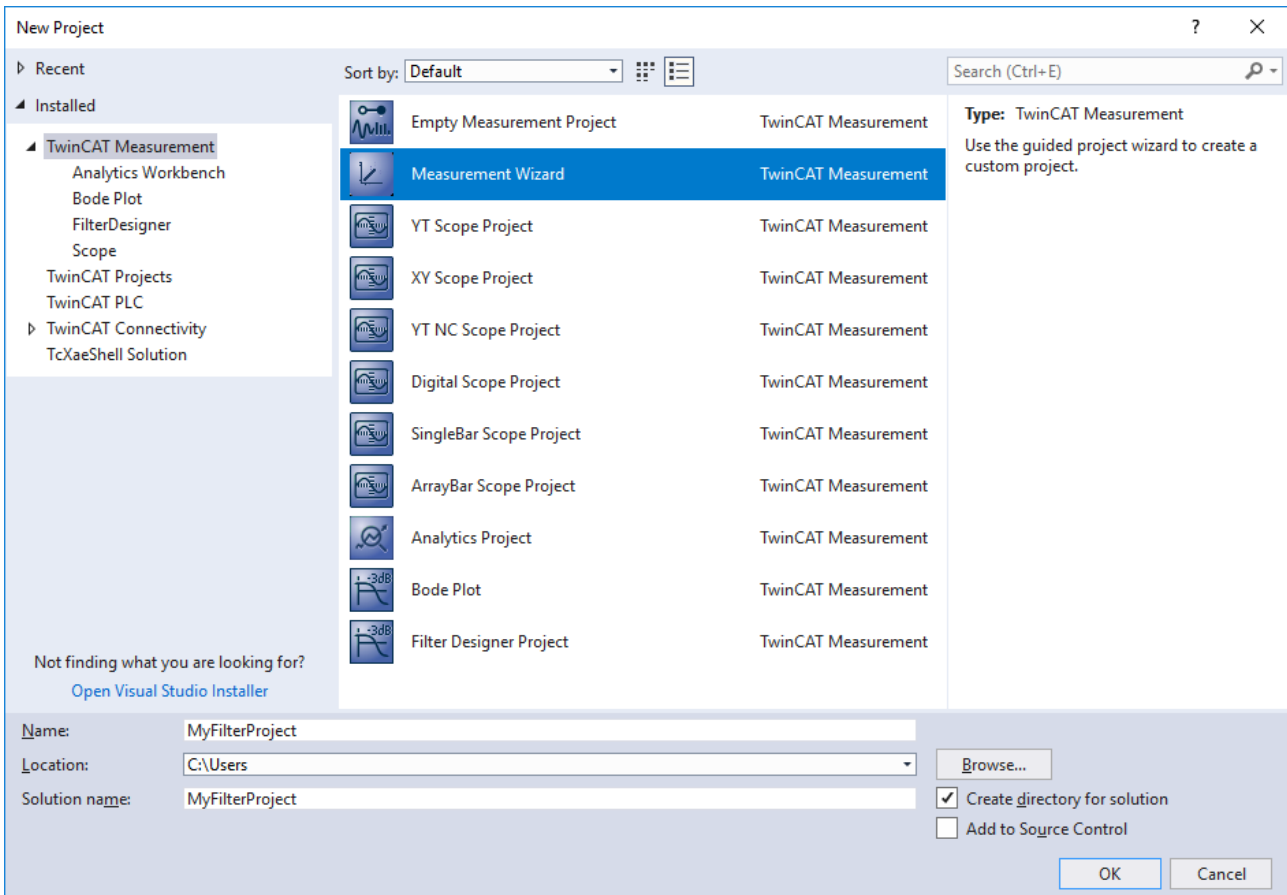 New Project
?
Recent
Sort by: Default
Search (Ctrl+E)
Installed
TwinCAT Measurement
Analytics Workbench
Bode Plot
FilterDesigner
Scope
TwinCAT Projects
TwinCAT PLC
TwinCAT Connectivity
TcXaeShell Solution
Not finding what you are looking for?
Open Visual Studio Installer
Empty Measurement Project TwinCAT Measurement
Measurement Wizard TwinCAT Measurement
YT Scope Project TwinCAT Measurement
XY Scope Project TwinCAT Measurement
YT NC Scope Project TwinCAT Measurement
Digital Scope Project TwinCAT Measurement
SingleBar Scope Project TwinCAT Measurement
ArrayBar Scope Project TwinCAT Measurement
Analytics Project TwinCAT Measurement
-3dB Bode Plot TwinCAT Measurement
-3dB Filter Designer Project TwinCAT Measurement
Type: TwinCAT Measurement
Use the guided project wizard to create a
custom project.
Name: MyFilterProject
Location: C:\Users
Browse...
Solution name: MyFilterProject
Create directory for solution
Add to Source Control
OK Cancel